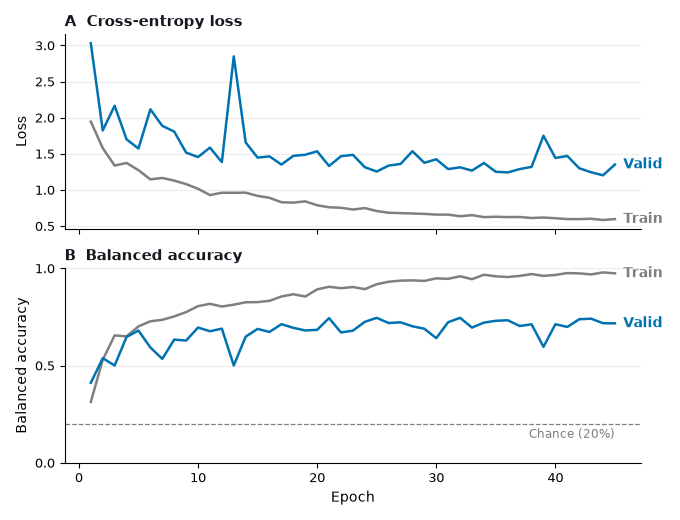 A  Cross-entropy loss
3.0
2.5
2.0
1.5
1.0
0.5
Loss
Valid
Train
B  Balanced accuracy
1.0
0.5
0.0
Balanced accuracy
Train
Valid
Chance (20%)
0 10 20 30 40
Epoch